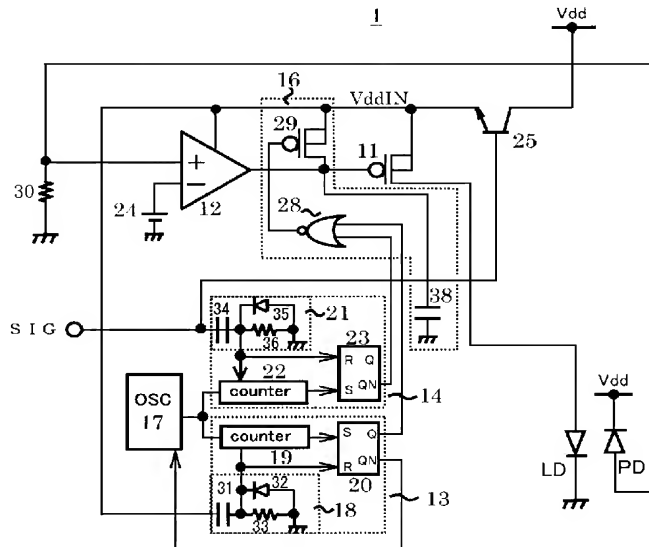 1
Vdd
16
VddIN
29
11
25
+
−
12
30
24
28
38
SIG
34
35
36
21
23
R Q
S QN
22
counter
14
OSC
17
counter
19
S Q
R QN
20
13
31
32
33
18
Vdd
LD
PD